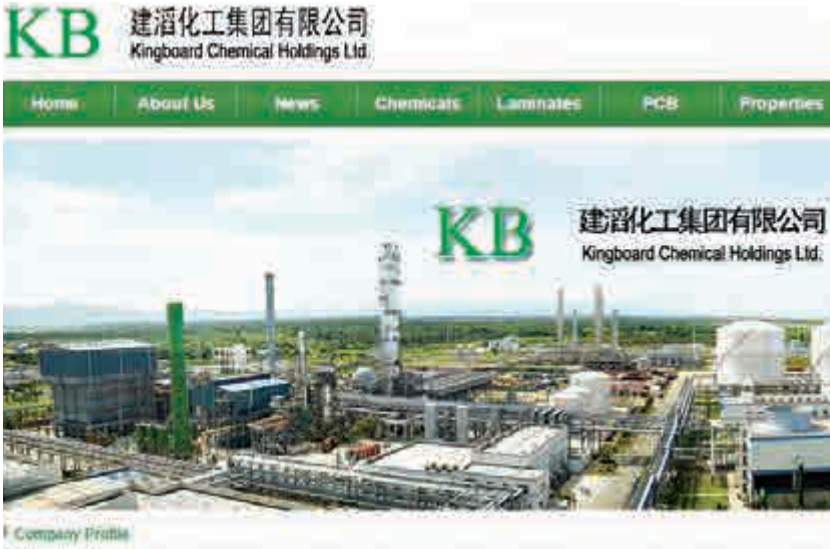 KB
建滔化工集团有限公司
Kingboard Chemical Holdings Ltd.
Home About Us News Chemicals Laminates PCB Properties
KB
建滔化工集团有限公司
Kingboard Chemical Holdings Ltd.
Company Profile